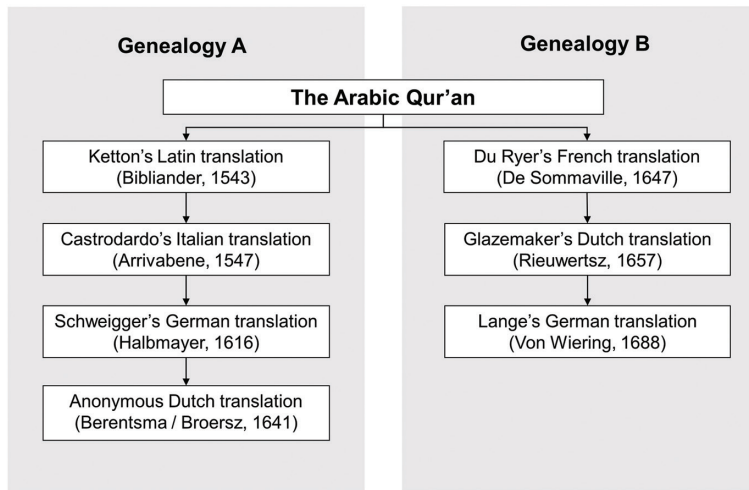 Genealogy A
Genealogy B
The Arabic Qur’an
Ketton’s Latin translation
(Bibliander, 1543)
Castrodardo’s Italian translation
(Arrivabene, 1547)
Schweigger’s German translation
(Halbmayer, 1616)
Anonymous Dutch translation
(Berentsma / Broersz, 1641)
Du Ryer’s French translation
(De Sommaville, 1647)
Glazemaker’s Dutch translation
(Rieuwertsz, 1657)
Lange’s German translation
(Von Wiering, 1688)